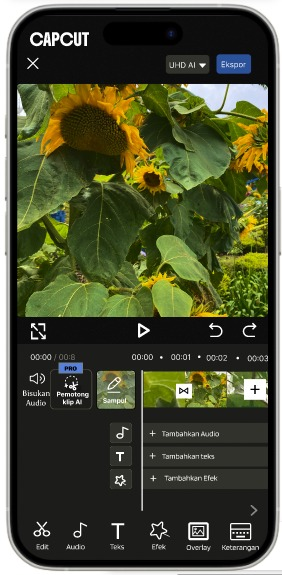 CAPCUT
UHD AI
Ekspor
00:00 / 00:8
00:00
00:01
00:02
00:03
PRO
Bisukan
Audio
Pemotong
klip AI
Sampul
+ Tambahkan Audio
T
+ Tambahkan teks
+ Tambahkan Efek
Edit
Audio
Teks
Efek
Overlay
Keterangan